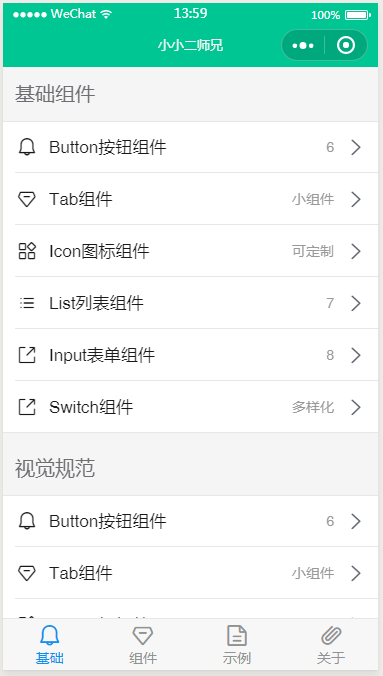 WeChat 13:59 100%
小小二师兄
基础组件
Button按钮组件 6
Tab组件 小组件
Icon图标组件 可定制
List列表组件 7
Input表单组件 8
Switch组件 多样化
视觉规范
Button按钮组件 6
Tab组件 小组件
基础 组件 示例 关于